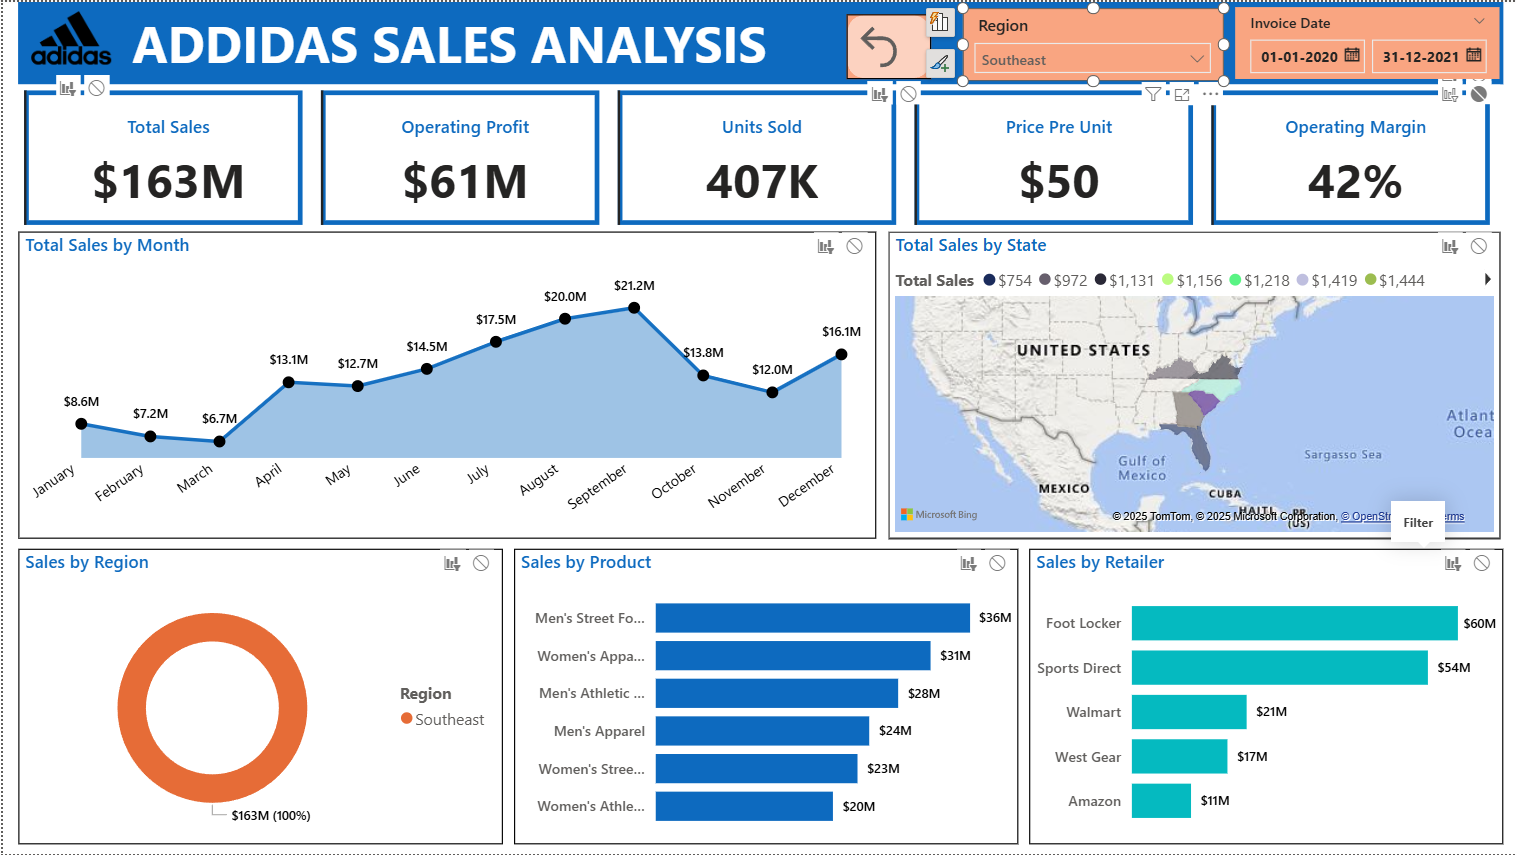 adidas
ADDIDAS SALES ANALYSIS
Region
Southeast
Invoice Date
01-01-2020
31-12-2021
Total Sales
$163M
Operating Profit
$61M
Units Sold
407K
Price Pre Unit
$50
Operating Margin
42%
Total Sales by Month
$8.6M
$7.2M
$6.7M
$13.1M
$12.7M
$14.5M
$17.5M
$20.0M
$21.2M
$13.8M
$12.0M
$16.1M
January
February
March
April
May
June
July
August
September
October
November
December
Total Sales by State
Total Sales $754 $972 $1,131 $1,156 $1,218 $1,419 $1,444
UNITED STATES
Atlant
Ocea
Sargasso Sea
Gulf of
Mexico
MEXICO
CUBA
HAITI
PR
(US)
Microsoft Bing
© 2025 TomTom, © 2025 Microsoft Corporation, © OpenStr
Filter
Sales by Region
Region
Southeast
$163M (100%)
Sales by Product
Men's Street Fo... $36M
Women's Appa... $31M
Men's Athletic ... $28M
Men's Apparel $24M
Women's Stree... $23M
Women's Athle... $20M
Sales by Retailer
Foot Locker $60M
Sports Direct $54M
Walmart $21M
West Gear $17M
Amazon $11M